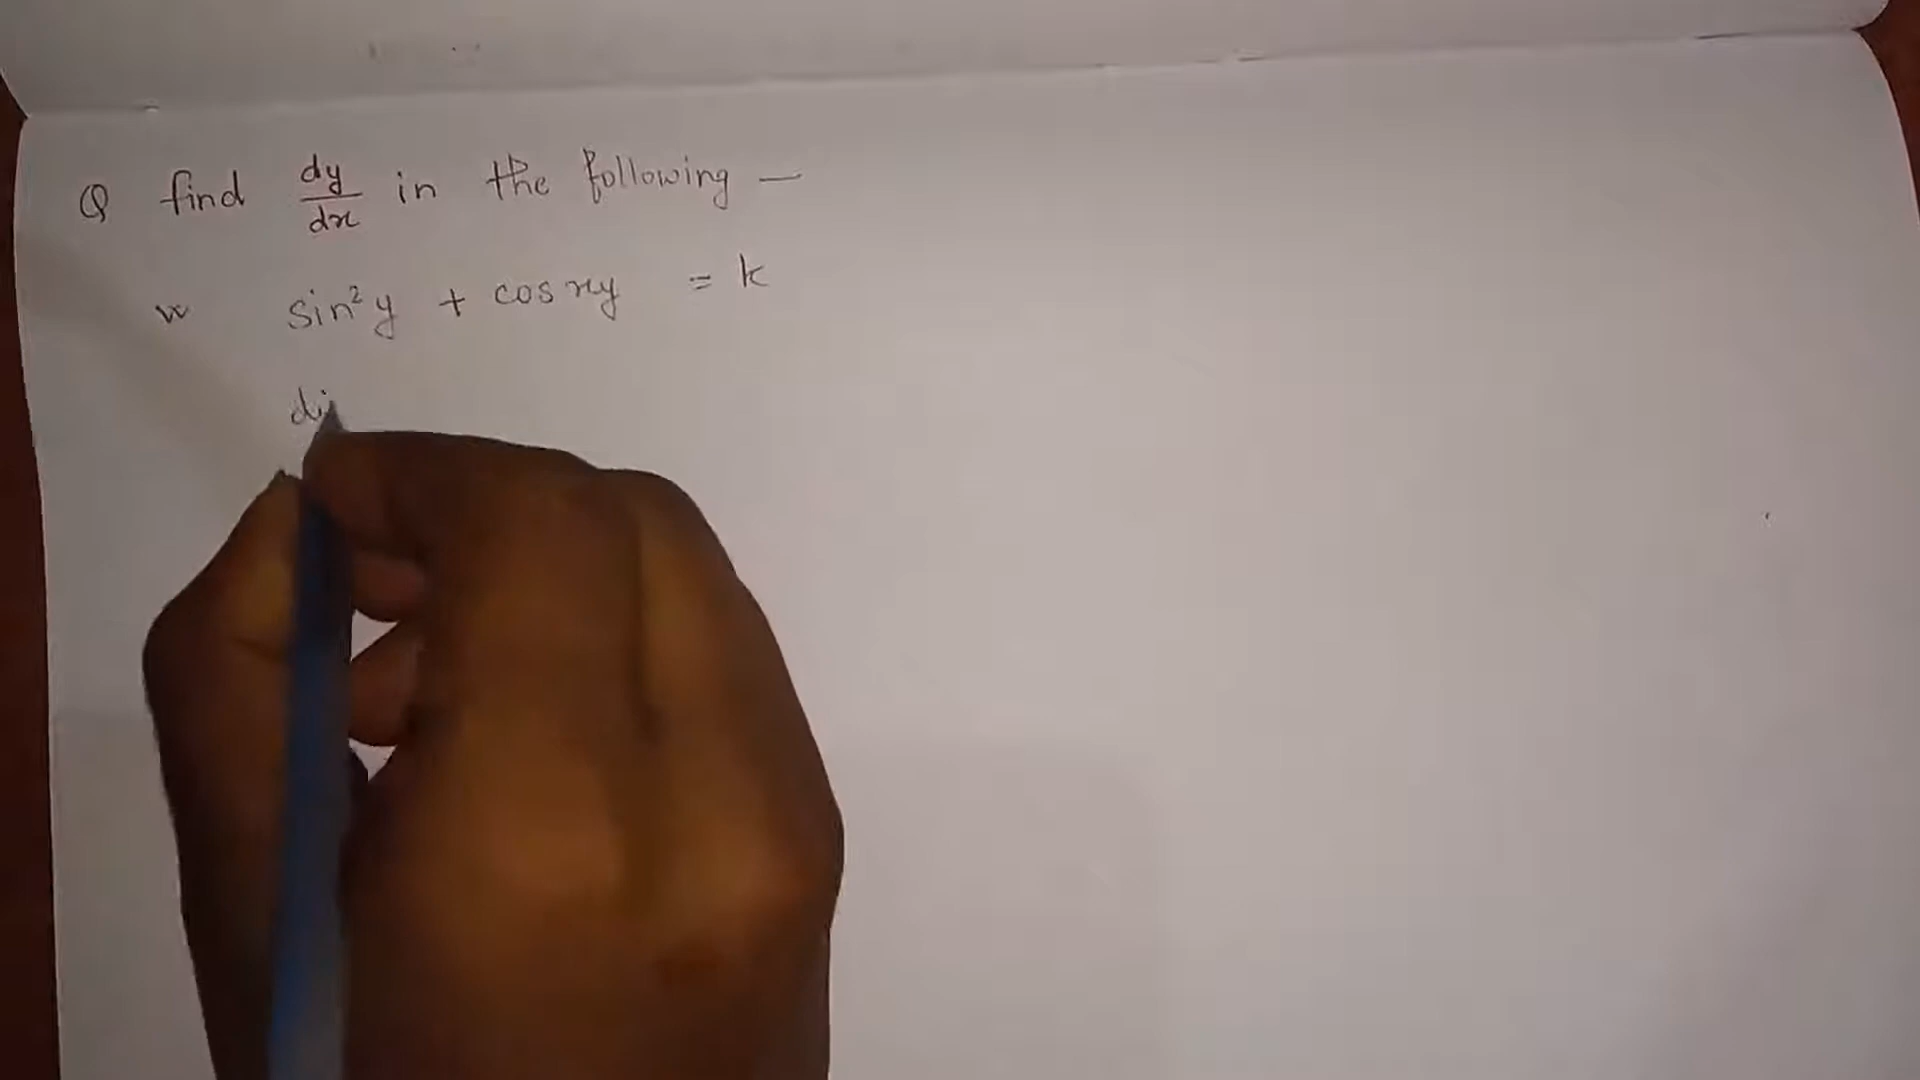 Q find dy/dx in the following —
sin²y + cos xy = k
di